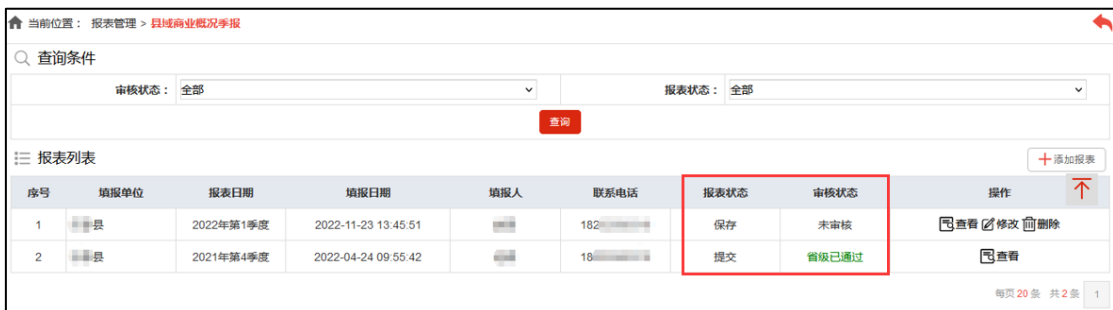 当前位置： 报表管理 > 县域商业概况季报
查询条件
审核状态： 全部 报表状态： 全部
查询
报表列表 添加报表
序号 填报单位 报表日期 填报日期 填报人 联系电话 报表状态 审核状态 操作
1 县 2022年第1季度 2022-11-23 13:45:51 182 保存 未审核 查看 修改 删除
2 县 2021年第4季度 2022-04-24 09:55:42 18 提交 省级已通过 查看
每页 20 条 共 2 条 1